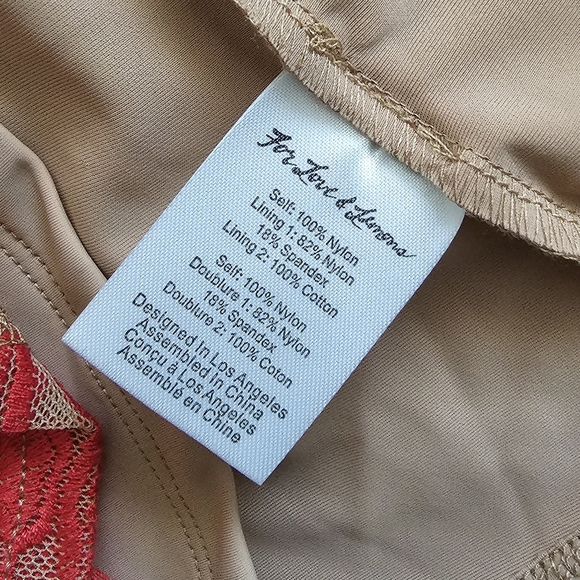 For Love & Lemons
Self: 100% Nylon
Lining 1: 82% Nylon
18% Spandex
Lining 2: 100% Cotton
Self: 100% Nylon
Doublure 1: 82% Nylon
18% Spandex
Doublure 2: 100% Coton
Designed In Los Angeles
Assembled in China
Conçu à Los Angeles
Assemblé en Chine